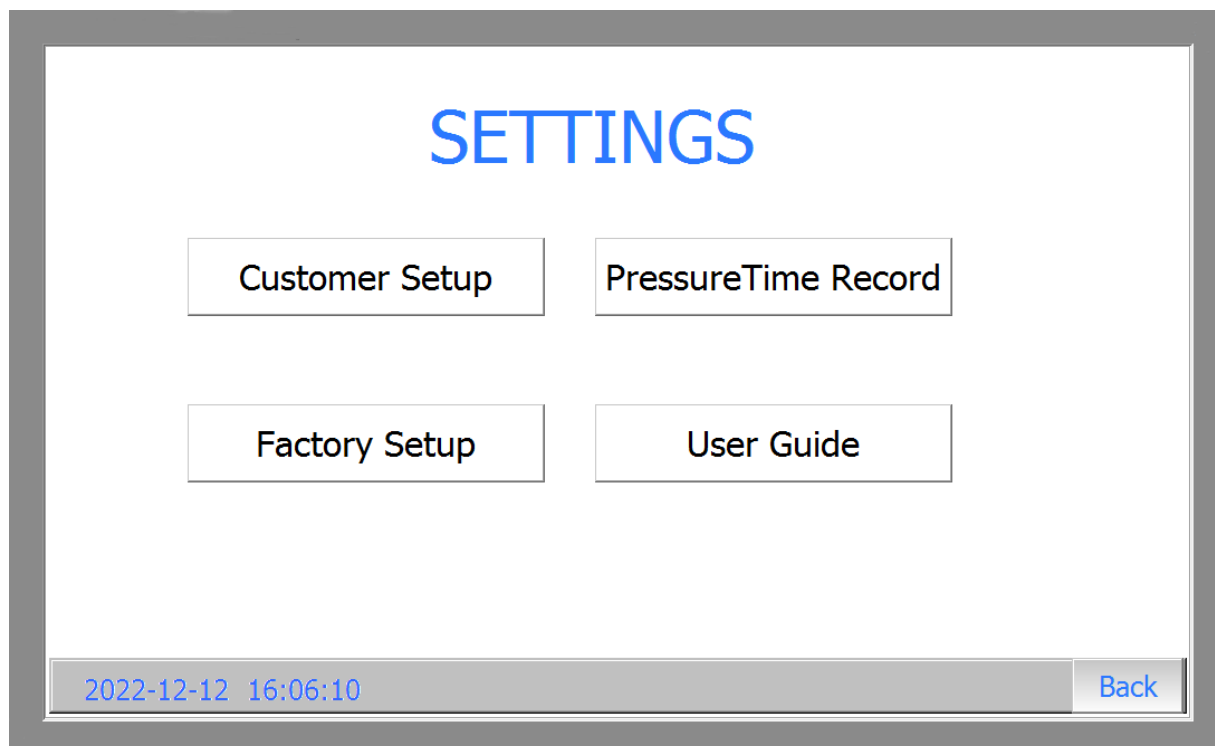 SETTINGS
Customer Setup
PressureTime Record
Factory Setup
User Guide
2022-12-12 16:06:10
Back